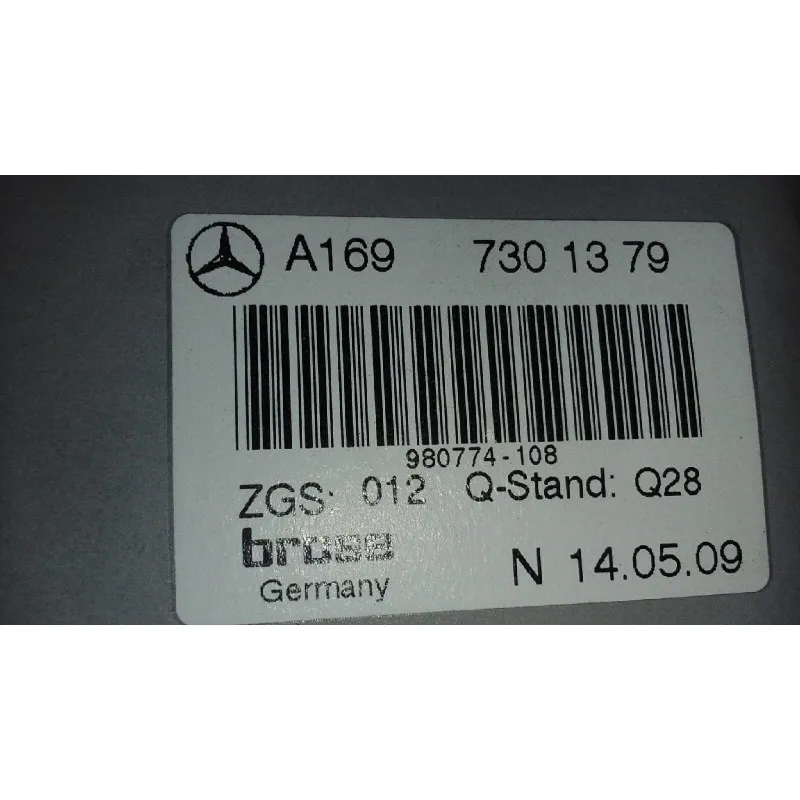 A169 730 13 79
980774-108
ZGS: 012 Q-Stand: Q28
brose
Germany N 14.05.09